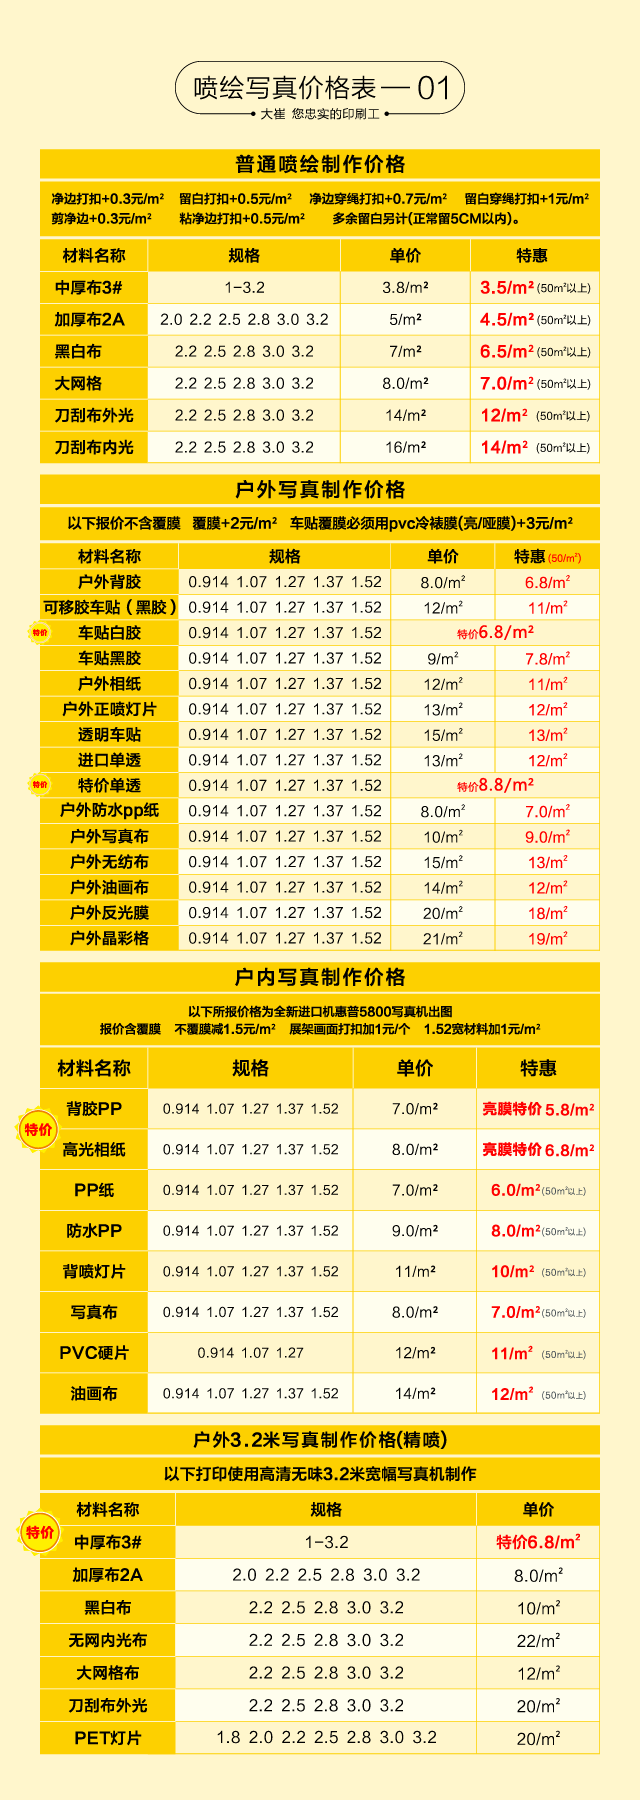 喷绘写真价格表—01
大崔 您忠实的印刷工
普通喷绘制作价格
净边打扣+0.3元/m² 留白打扣+0.5元/m² 净边穿绳打扣+0.7元/m² 留白穿绳打扣+1元/m²
剪净边+0.3元/m² 粘净边打扣+0.5元/m² 多余留白另计(正常留5CM以内)。
材料名称 规格 单价 特惠
中厚布3# 1-3.2 3.8/m² 3.5/m² (50m²以上)
加厚布2A 2.0 2.2 2.5 2.8 3.0 3.2 5/m² 4.5/m² (50m²以上)
黑白布 2.2 2.5 2.8 3.0 3.2 7/m² 6.5/m² (50m²以上)
大网格 2.2 2.5 2.8 3.0 3.2 8.0/m² 7.0/m² (50m²以上)
刀刮布外光 2.2 2.5 2.8 3.0 3.2 14/m² 12/m² (50m²以上)
刀刮布内光 2.2 2.5 2.8 3.0 3.2 16/m² 14/m² (50m²以上)
户外写真制作价格
以下报价不含覆膜 覆膜+2元/m² 车贴覆膜必须用pvc冷裱膜(亮/哑膜)+3元/m²
材料名称 规格 单价 特惠(50/m²)
户外背胶 0.914 1.07 1.27 1.37 1.52 8.0/m² 6.8/m²
可移胶车贴（黑胶） 0.914 1.07 1.27 1.37 1.52 12/m² 11/m²
特价 车贴白胶 0.914 1.07 1.27 1.37 1.52 特价6.8/m²
车贴黑胶 0.914 1.07 1.27 1.37 1.52 9/m² 7.8/m²
户外相纸 0.914 1.07 1.27 1.37 1.52 12/m² 11/m²
户外正喷灯片 0.914 1.07 1.27 1.37 1.52 13/m² 12/m²
透明车贴 0.914 1.07 1.27 1.37 1.52 15/m² 13/m²
进口单透 0.914 1.07 1.27 1.37 1.52 13/m² 12/m²
特价 特价单透 0.914 1.07 1.27 1.37 1.52 特价8.8/m²
户外防水pp纸 0.914 1.07 1.27 1.37 1.52 8.0/m² 7.0/m²
户外写真布 0.914 1.07 1.27 1.37 1.52 10/m² 9.0/m²
户外无纺布 0.914 1.07 1.27 1.37 1.52 15/m² 13/m²
户外油画布 0.914 1.07 1.27 1.37 1.52 14/m² 12/m²
户外反光膜 0.914 1.07 1.27 1.37 1.52 20/m² 18/m²
户外晶彩格 0.914 1.07 1.27 1.37 1.52 21/m² 19/m²
户内写真制作价格
以下所报价格为全新进口机惠普5800写真机出图
报价含覆膜 不覆膜减1.5元/m² 展架画面打扣加1元/个 1.52宽材料加1元/m²
材料名称 规格 单价 特惠
背胶PP 0.914 1.07 1.27 1.37 1.52 7.0/m² 亮膜特价 5.8/m²
特价
高光相纸 0.914 1.07 1.27 1.37 1.52 8.0/m² 亮膜特价 6.8/m²
PP纸 0.914 1.07 1.27 1.37 1.52 7.0/m² 6.0/m² (50m²以上)
防水PP 0.914 1.07 1.27 1.37 1.52 9.0/m² 8.0/m² (50m²以上)
背喷灯片 0.914 1.07 1.27 1.37 1.52 11/m² 10/m² (50m²以上)
写真布 0.914 1.07 1.27 1.37 1.52 8.0/m² 7.0/m² (50m²以上)
PVC硬片 0.914 1.07 1.27 12/m² 11/m² (50m²以上)
油画布 0.914 1.07 1.27 1.37 1.52 14/m² 12/m² (50m²以上)
户外3.2米写真制作价格(精喷)
以下打印使用高清无味3.2米宽幅写真机制作
材料名称 规格 单价
特价 中厚布3# 1-3.2 特价6.8/m²
加厚布2A 2.0 2.2 2.5 2.8 3.0 3.2 8.0/m²
黑白布 2.2 2.5 2.8 3.0 3.2 10/m²
无网内光布 2.2 2.5 2.8 3.0 3.2 22/m²
大网格布 2.2 2.5 2.8 3.0 3.2 12/m²
刀刮布外光 2.2 2.5 2.8 3.0 3.2 20/m²
PET灯片 1.8 2.0 2.2 2.5 2.8 3.0 3.2 20/m²